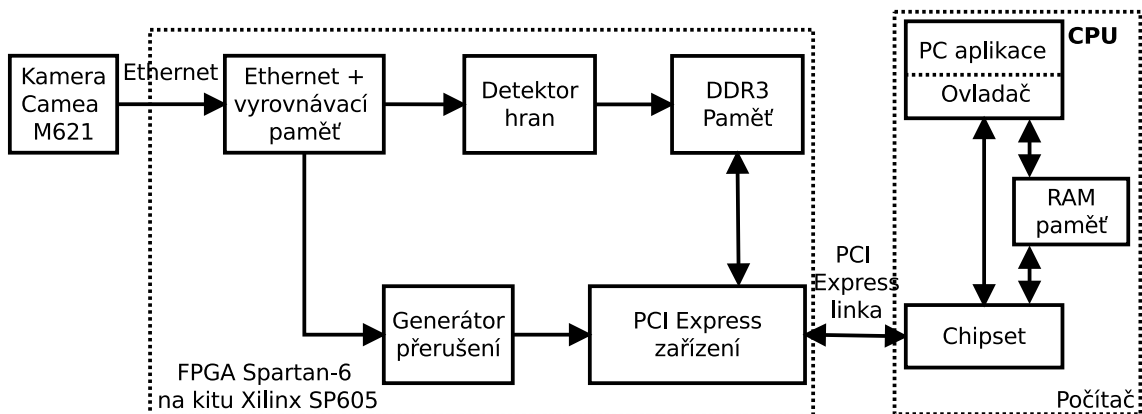 Kamera
Camea
M621
Ethernet
Ethernet +
vyrovnávací
paměť
Detektor
hran
DDR3
Paměť
Generátor
přerušení
PCI Express
zařízení
FPGA Spartan-6
na kitu Xilinx SP605
PCI
Express
linka
CPU
PC aplikace
Ovladač
RAM
paměť
Chipset
Počítač